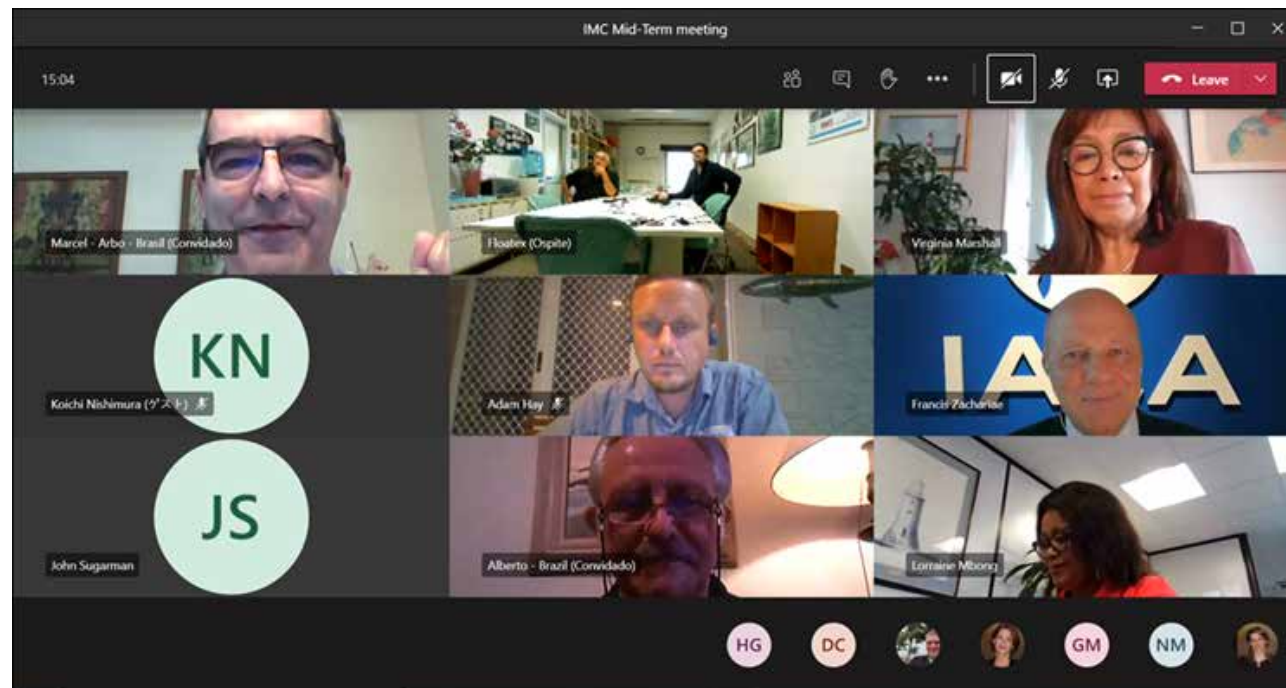 IMC Mid-Term meeting
15:04
Leave
Marcel - Arbo - Brasil (Convidado)
Floatex (Ospite)
Virginia Marshall
KN
Koichi Nishimura (ゲスト)
Adam Hay
IALA
Francis Zachariae
JS
John Sugarman
Alberto - Brazil (Convidado)
Lorraine Mbong
HG
DC
GM
NM